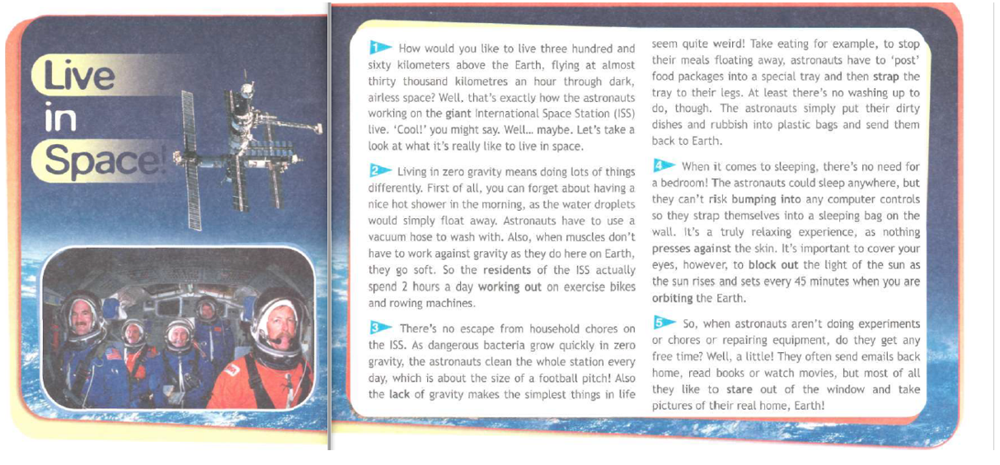 Live
in
Space!
1 How would you like to live three hundred and
sixty kilometers above the Earth, flying at almost
thirty thousand kilometres an hour through dark,
airless space? Well, that's exactly how the astronauts
working on the giant International Space Station (ISS)
live. 'Cool!' you might say. Well... maybe. Let's take a
look at what it's really like to live in space.
2 Living in zero gravity means doing lots of things
differently. First of all, you can forget about having a
nice hot shower in the morning, as the water droplets
would simply float away. Astronauts have to use a
vacuum hose to wash with. Also, when muscles don't
have to work against gravity as they do here on Earth,
they go soft. So the residents of the ISS actually
spend 2 hours a day working out on exercise bikes
and rowing machines.
3 There's no escape from household chores on
the ISS. As dangerous bacteria grow quickly in zero
gravity, the astronauts clean the whole station every
day, which is about the size of a football pitch! Also
the lack of gravity makes the simplest things in life
seem quite weird! Take eating for example, to stop
their meals floating away, astronauts have to 'post'
food packages into a special tray and then strap the
tray to their legs. At least there's no washing up to
do, though. The astronauts simply put their dirty
dishes and rubbish into plastic bags and send them
back to Earth.
4 When it comes to sleeping, there's no need for
a bedroom! The astronauts could sleep anywhere, but
they can't risk bumping into any computer controls
so they strap themselves into a sleeping bag on the
wall. It's a truly relaxing experience, as nothing
presses against the skin. It's important to cover your
eyes, however, to block out the light of the sun as
the sun rises and sets every 45 minutes when you are
orbiting the Earth.
5 So, when astronauts aren't doing experiments
or chores or repairing equipment, do they get any
free time? Well, a little! They often send emails back
home, read books or watch movies, but most of all
they like to stare out of the window and take
pictures of their real home, Earth!